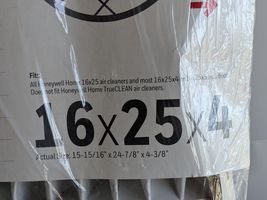 Fits:
All Honeywell Home 16x25 air cleaners and most 16x25x4
Does not fit Honeywell Home TrueCLEAN air cleaners.
16x25x4
Actual Size: 15-15/16" x 24-7/8" x 4-3/8"